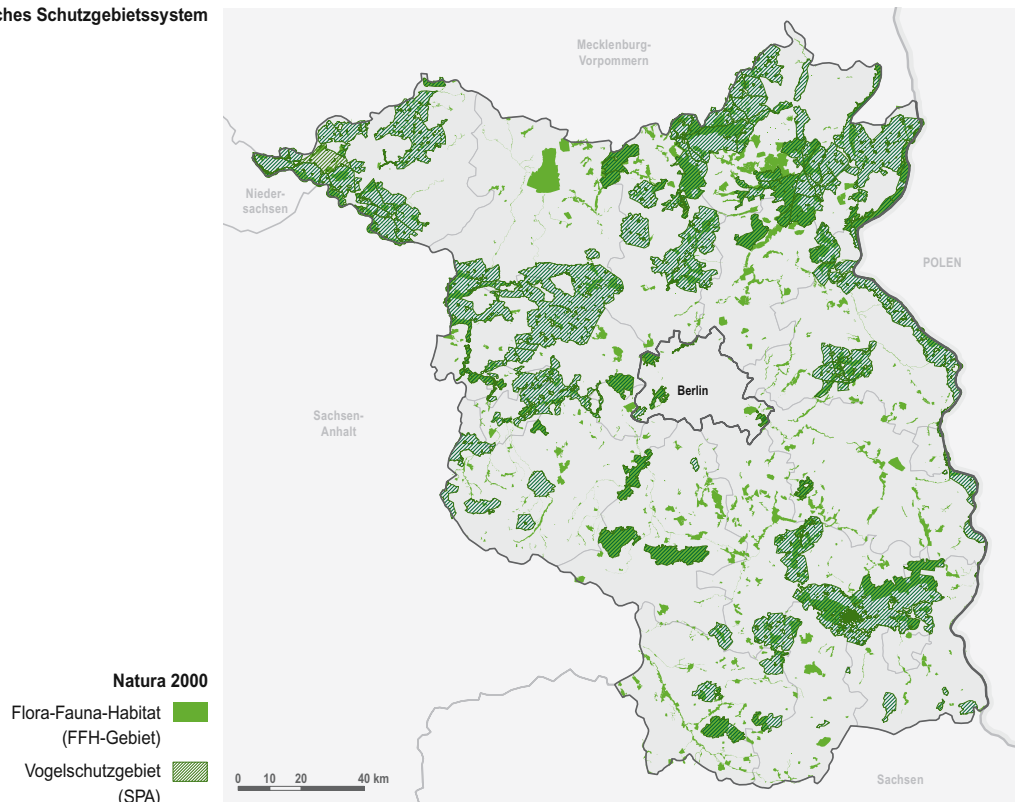 ches Schutzgebietssystem
Mecklenburg-
Vorpommern
Nieder-
sachsen
POLEN
Berlin
Sachsen-
Anhalt
Natura 2000
Flora-Fauna-Habitat
(FFH-Gebiet)
Vogelschutzgebiet
(SPA)
0 10 20 40 km
Sachsen